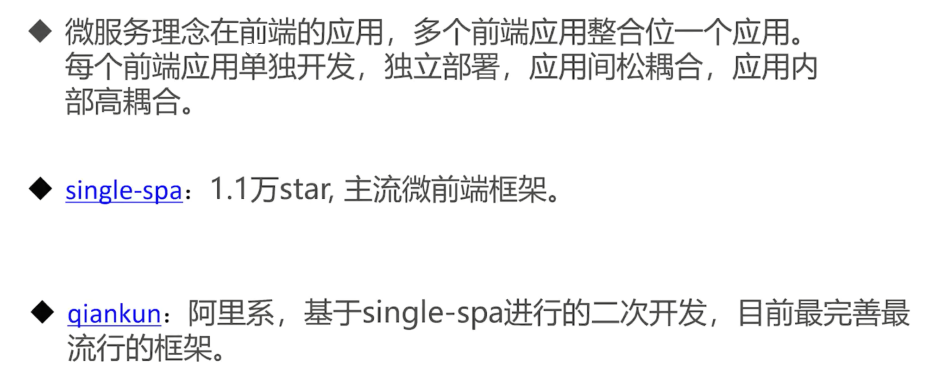 ◆ 微服务理念在前端的应用，多个前端应用整合位一个应用。
每个前端应用单独开发，独立部署，应用间松耦合，应用内
部高耦合。
◆ single-spa：1.1万star, 主流微前端框架。
◆ qiankun：阿里系，基于single-spa进行的二次开发，目前最完善最
流行的框架。